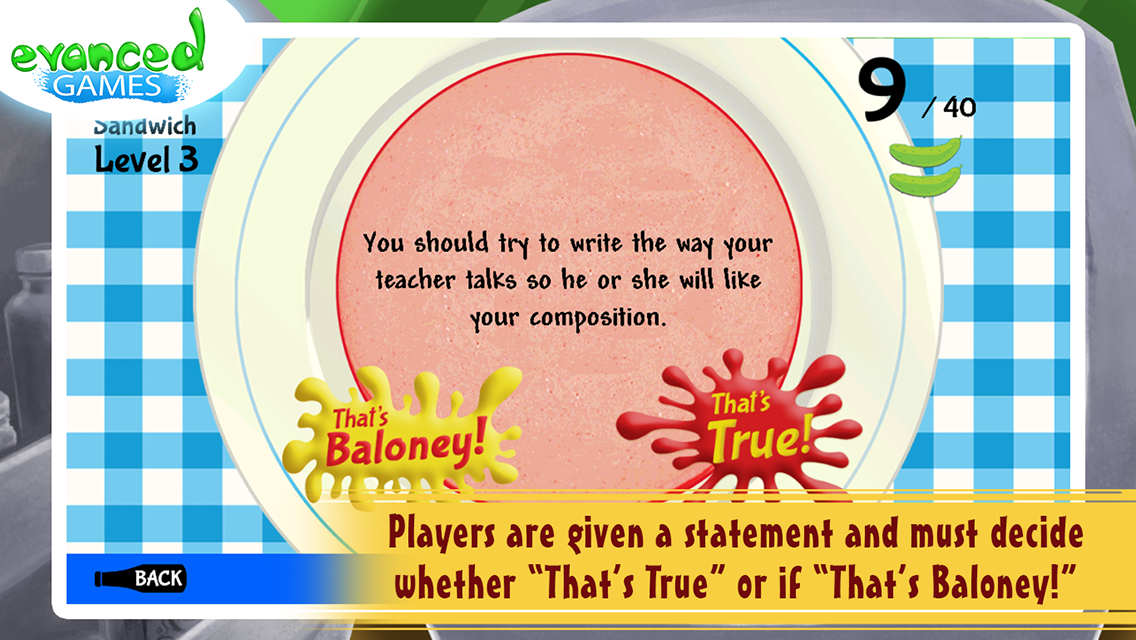 evanced
GAMES
Sandwich
Level 3
9 / 40
You should try to write the way your
teacher talks so he or she will like
your composition.
That's
Baloney!
That's
True!
Players are given a statement and must decide
whether “That’s True” or if “That’s Baloney!”
BACK